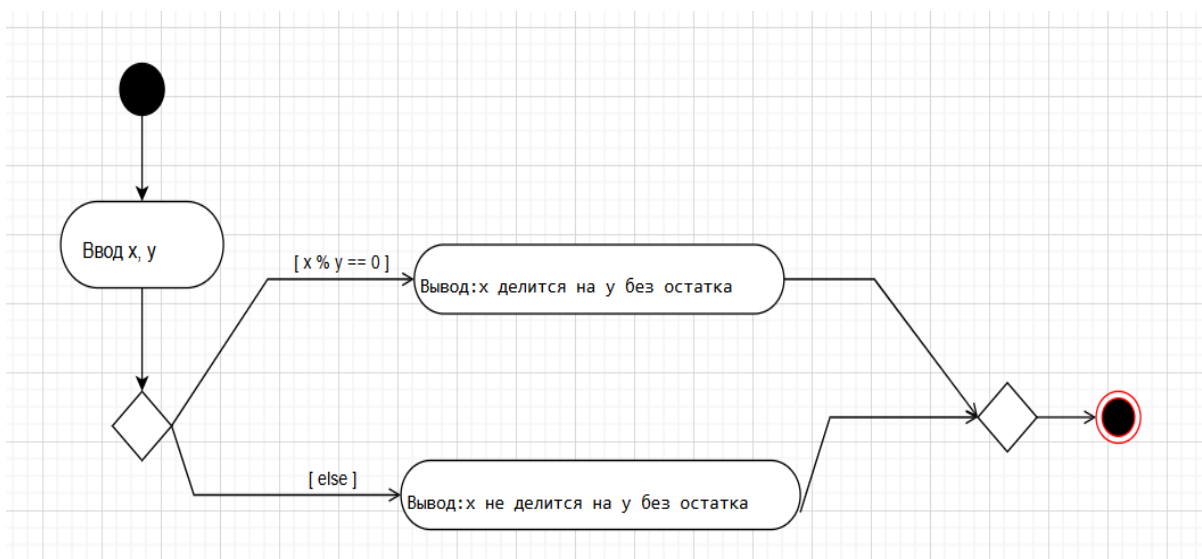 Ввод x, y
[ x % y == 0 ]
Вывод:x делится на y без остатка
[ else ]
Вывод:x не делится на y без остатка